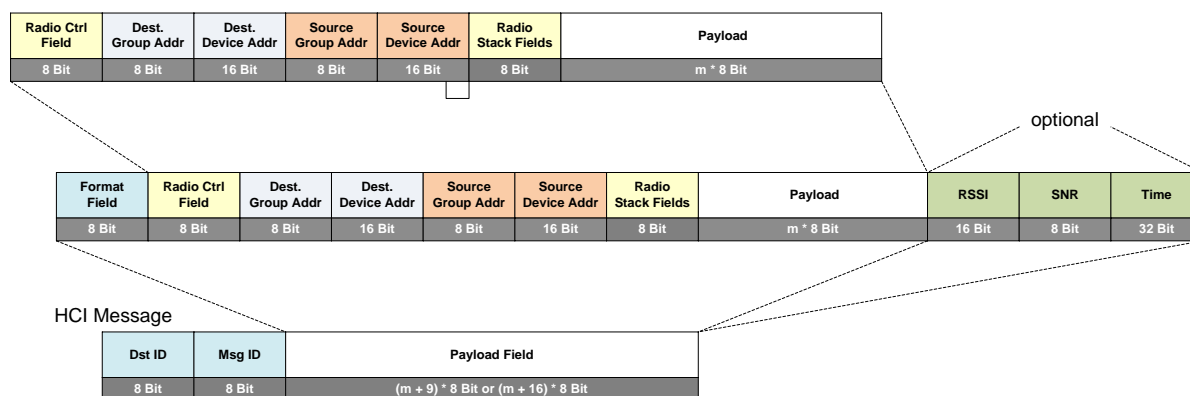 Radio Ctrl Field
Dest. Group Addr
Dest. Device Addr
Source Group Addr
Source Device Addr
Radio Stack Fields
Payload
8 Bit
8 Bit
16 Bit
8 Bit
16 Bit
8 Bit
m * 8 Bit
optional
Format Field
Radio Ctrl Field
Dest. Group Addr
Dest. Device Addr
Source Group Addr
Source Device Addr
Radio Stack Fields
Payload
RSSI
SNR
Time
8 Bit
8 Bit
8 Bit
16 Bit
8 Bit
16 Bit
8 Bit
m * 8 Bit
16 Bit
8 Bit
32 Bit
HCI Message
Dst ID
Msg ID
Payload Field
8 Bit
8 Bit
(m + 9) * 8 Bit or (m + 16) * 8 Bit